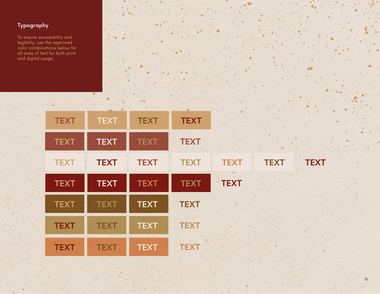 Typography
To ensure accessibility and
legibility, use the approved
color combinations below for
all sizes of text for both print
and digital usage.
TEXT TEXT TEXT TEXT
TEXT TEXT TEXT TEXT
TEXT TEXT TEXT TEXT TEXT TEXT TEXT
TEXT TEXT TEXT TEXT TEXT
TEXT TEXT TEXT TEXT
TEXT TEXT TEXT TEXT
TEXT TEXT TEXT TEXT